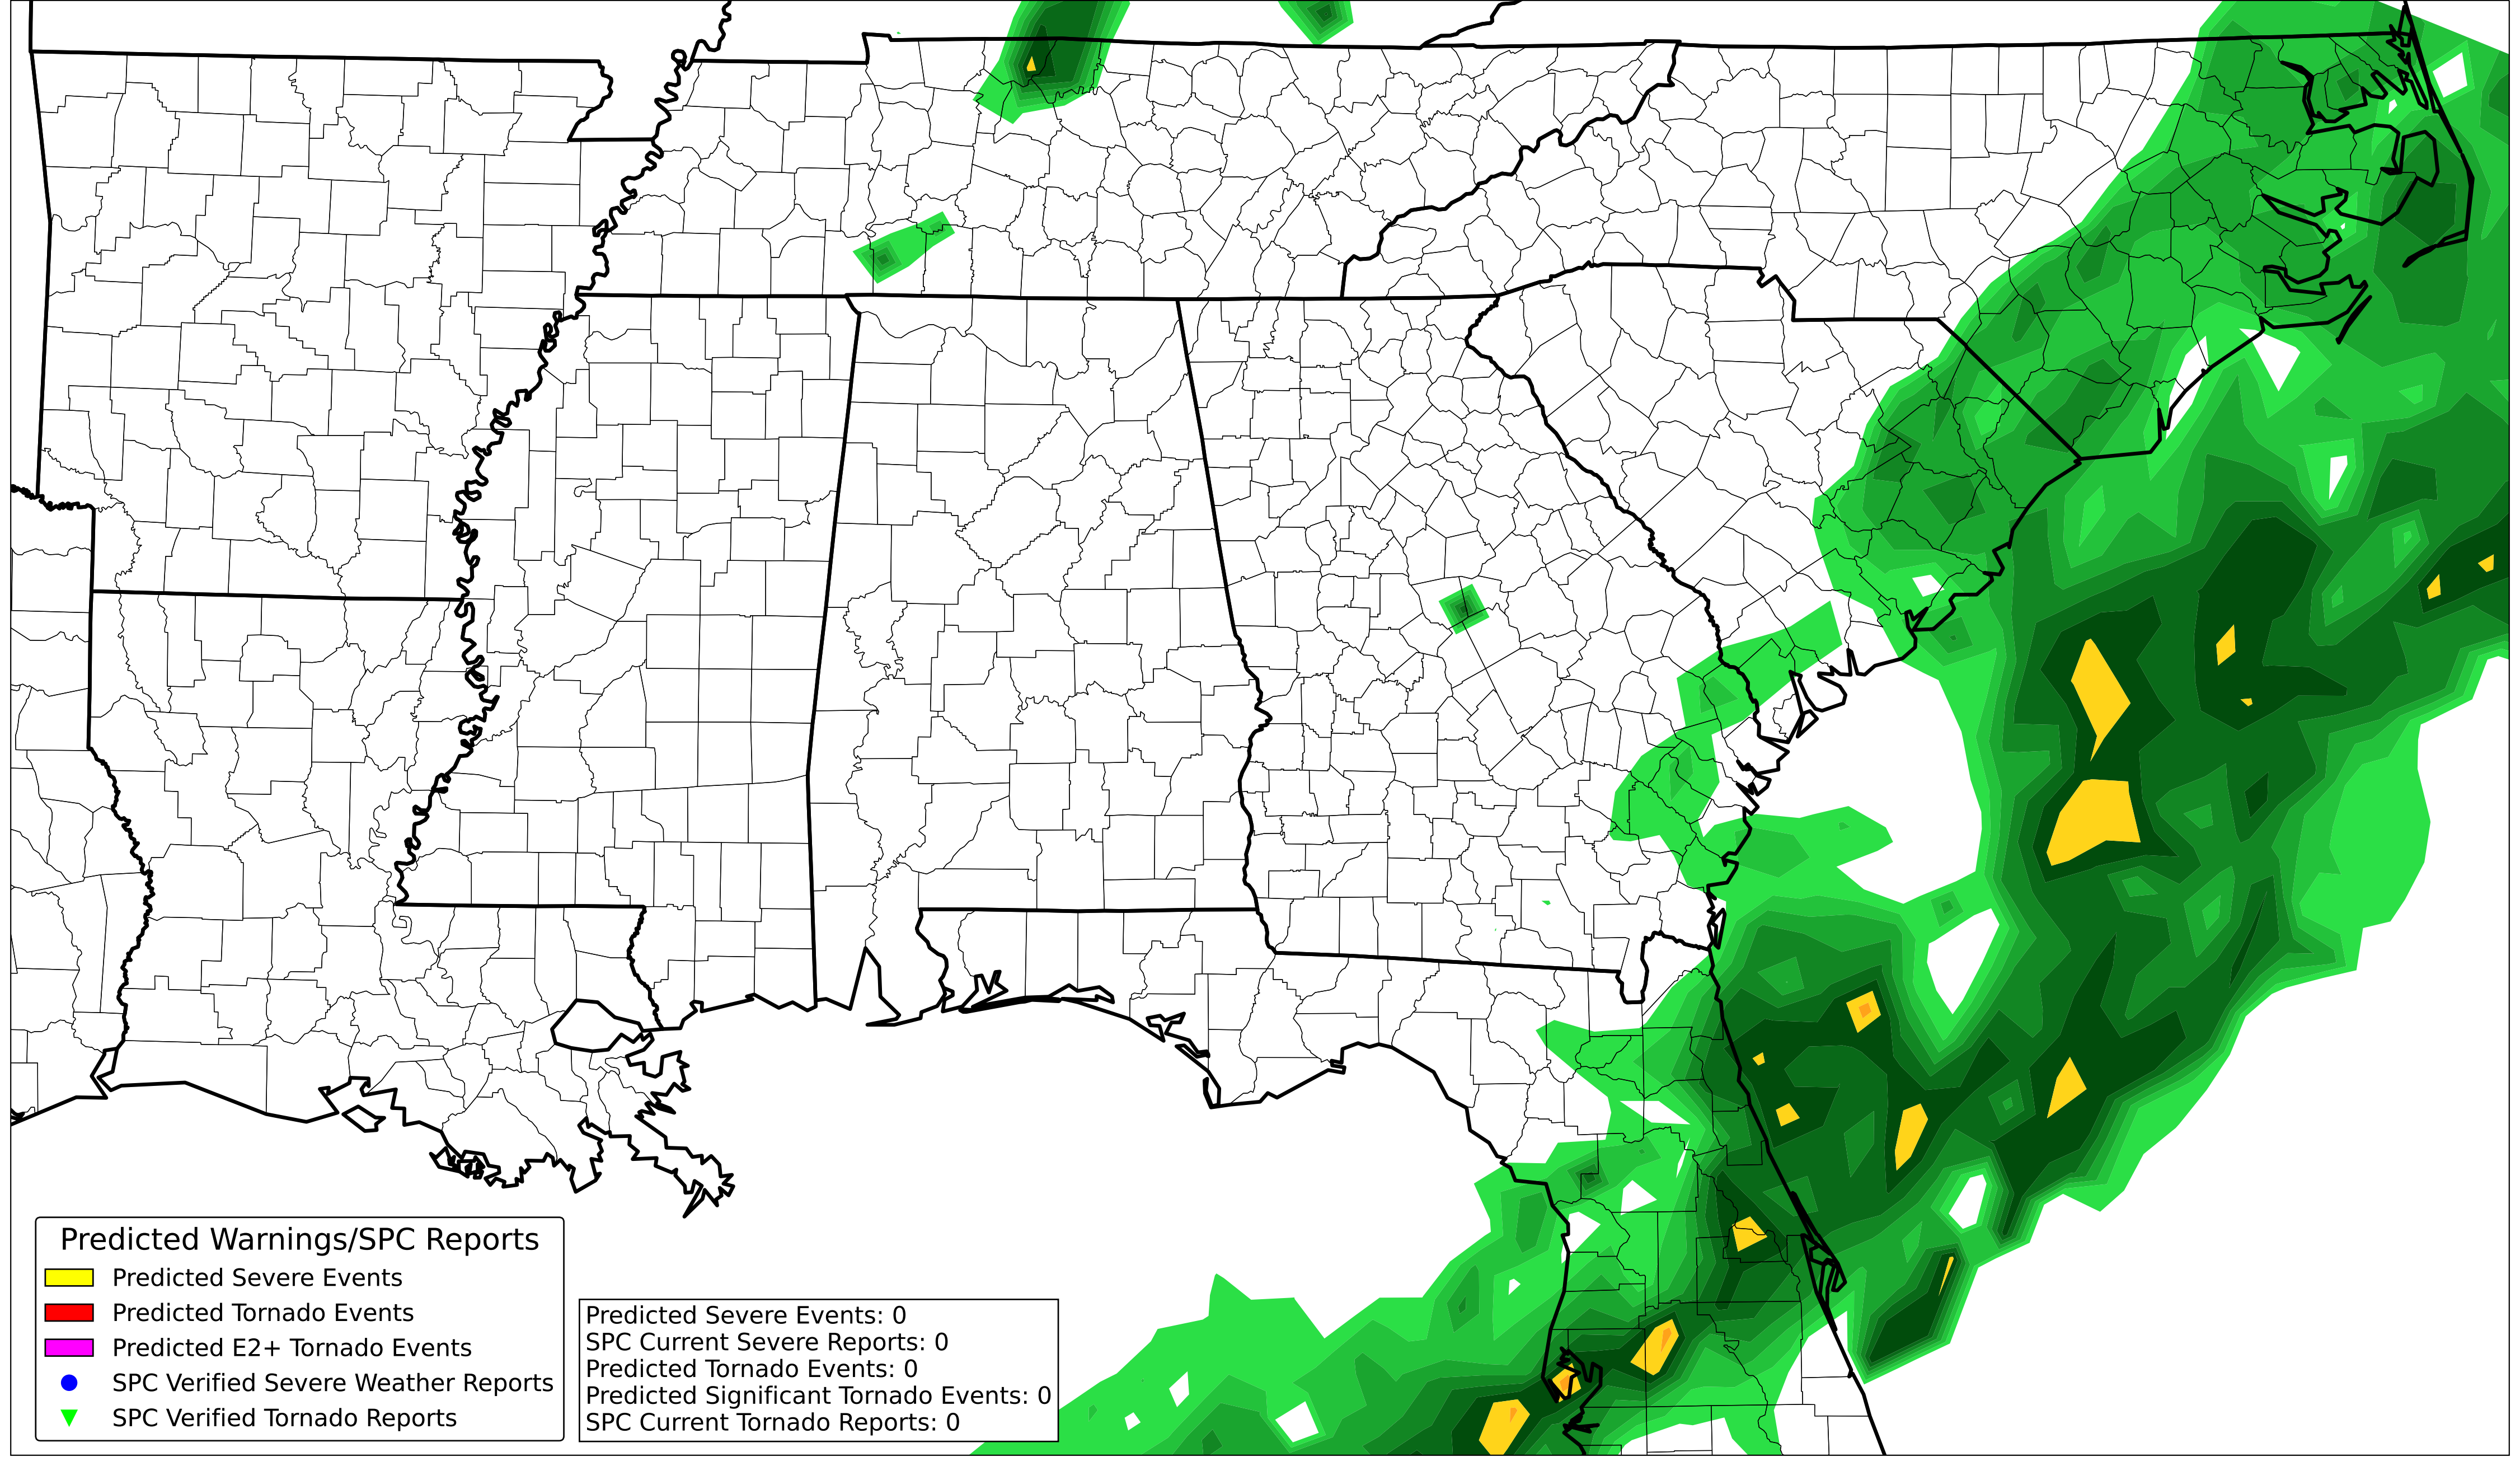 Predicted Warnings/SPC Reports
Predicted Severe Events
Predicted Tornado Events
Predicted E2+ Tornado Events
SPC Verified Severe Weather Reports
SPC Verified Tornado Reports
Predicted Severe Events: 0
SPC Current Severe Reports: 0
Predicted Tornado Events: 0
Predicted Significant Tornado Events: 0
SPC Current Tornado Reports: 0